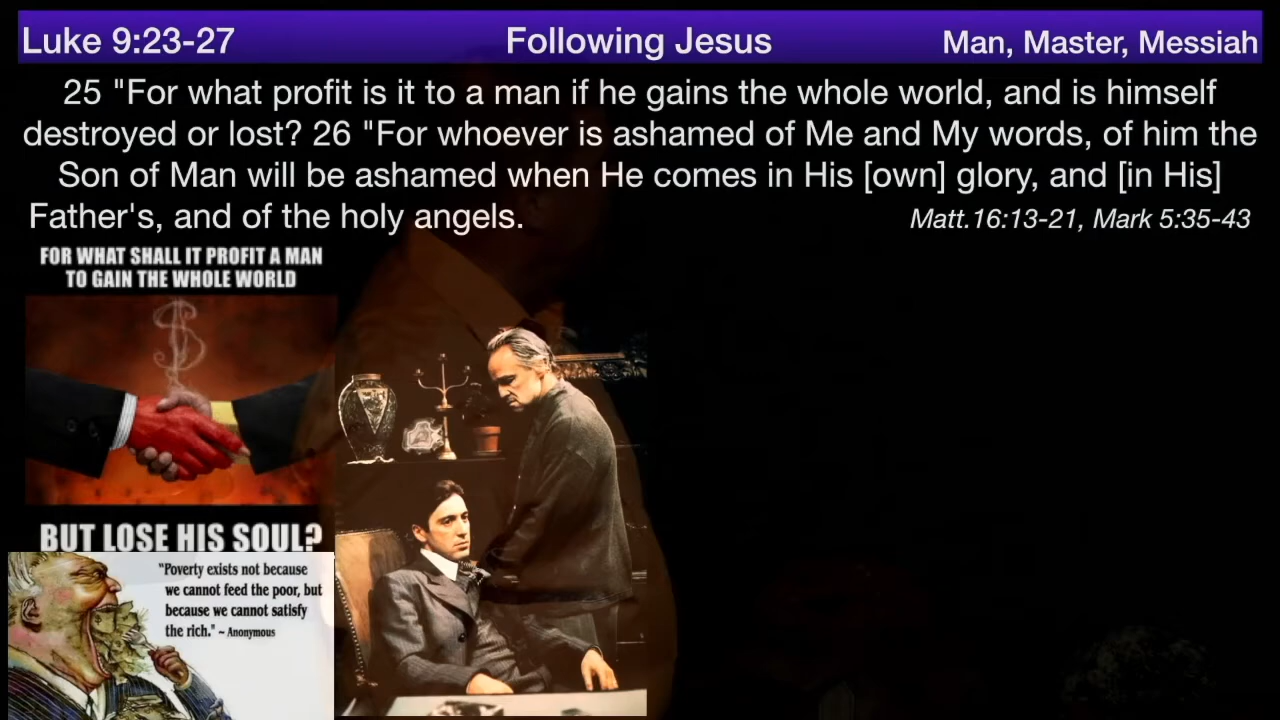 Luke 9:23-27 Following Jesus Man, Master, Messiah
25 "For what profit is it to a man if he gains the whole world, and is himself
destroyed or lost? 26 "For whoever is ashamed of Me and My words, of him the
Son of Man will be ashamed when He comes in His [own] glory, and [in His]
Father's, and of the holy angels. Matt.16:13-21, Mark 5:35-43
FOR WHAT SHALL IT PROFIT A MAN
TO GAIN THE WHOLE WORLD
BUT LOSE HIS SOUL?
"Poverty exists not because
we cannot feed the poor, but
because we cannot satisfy
the rich." ~ Anonymous